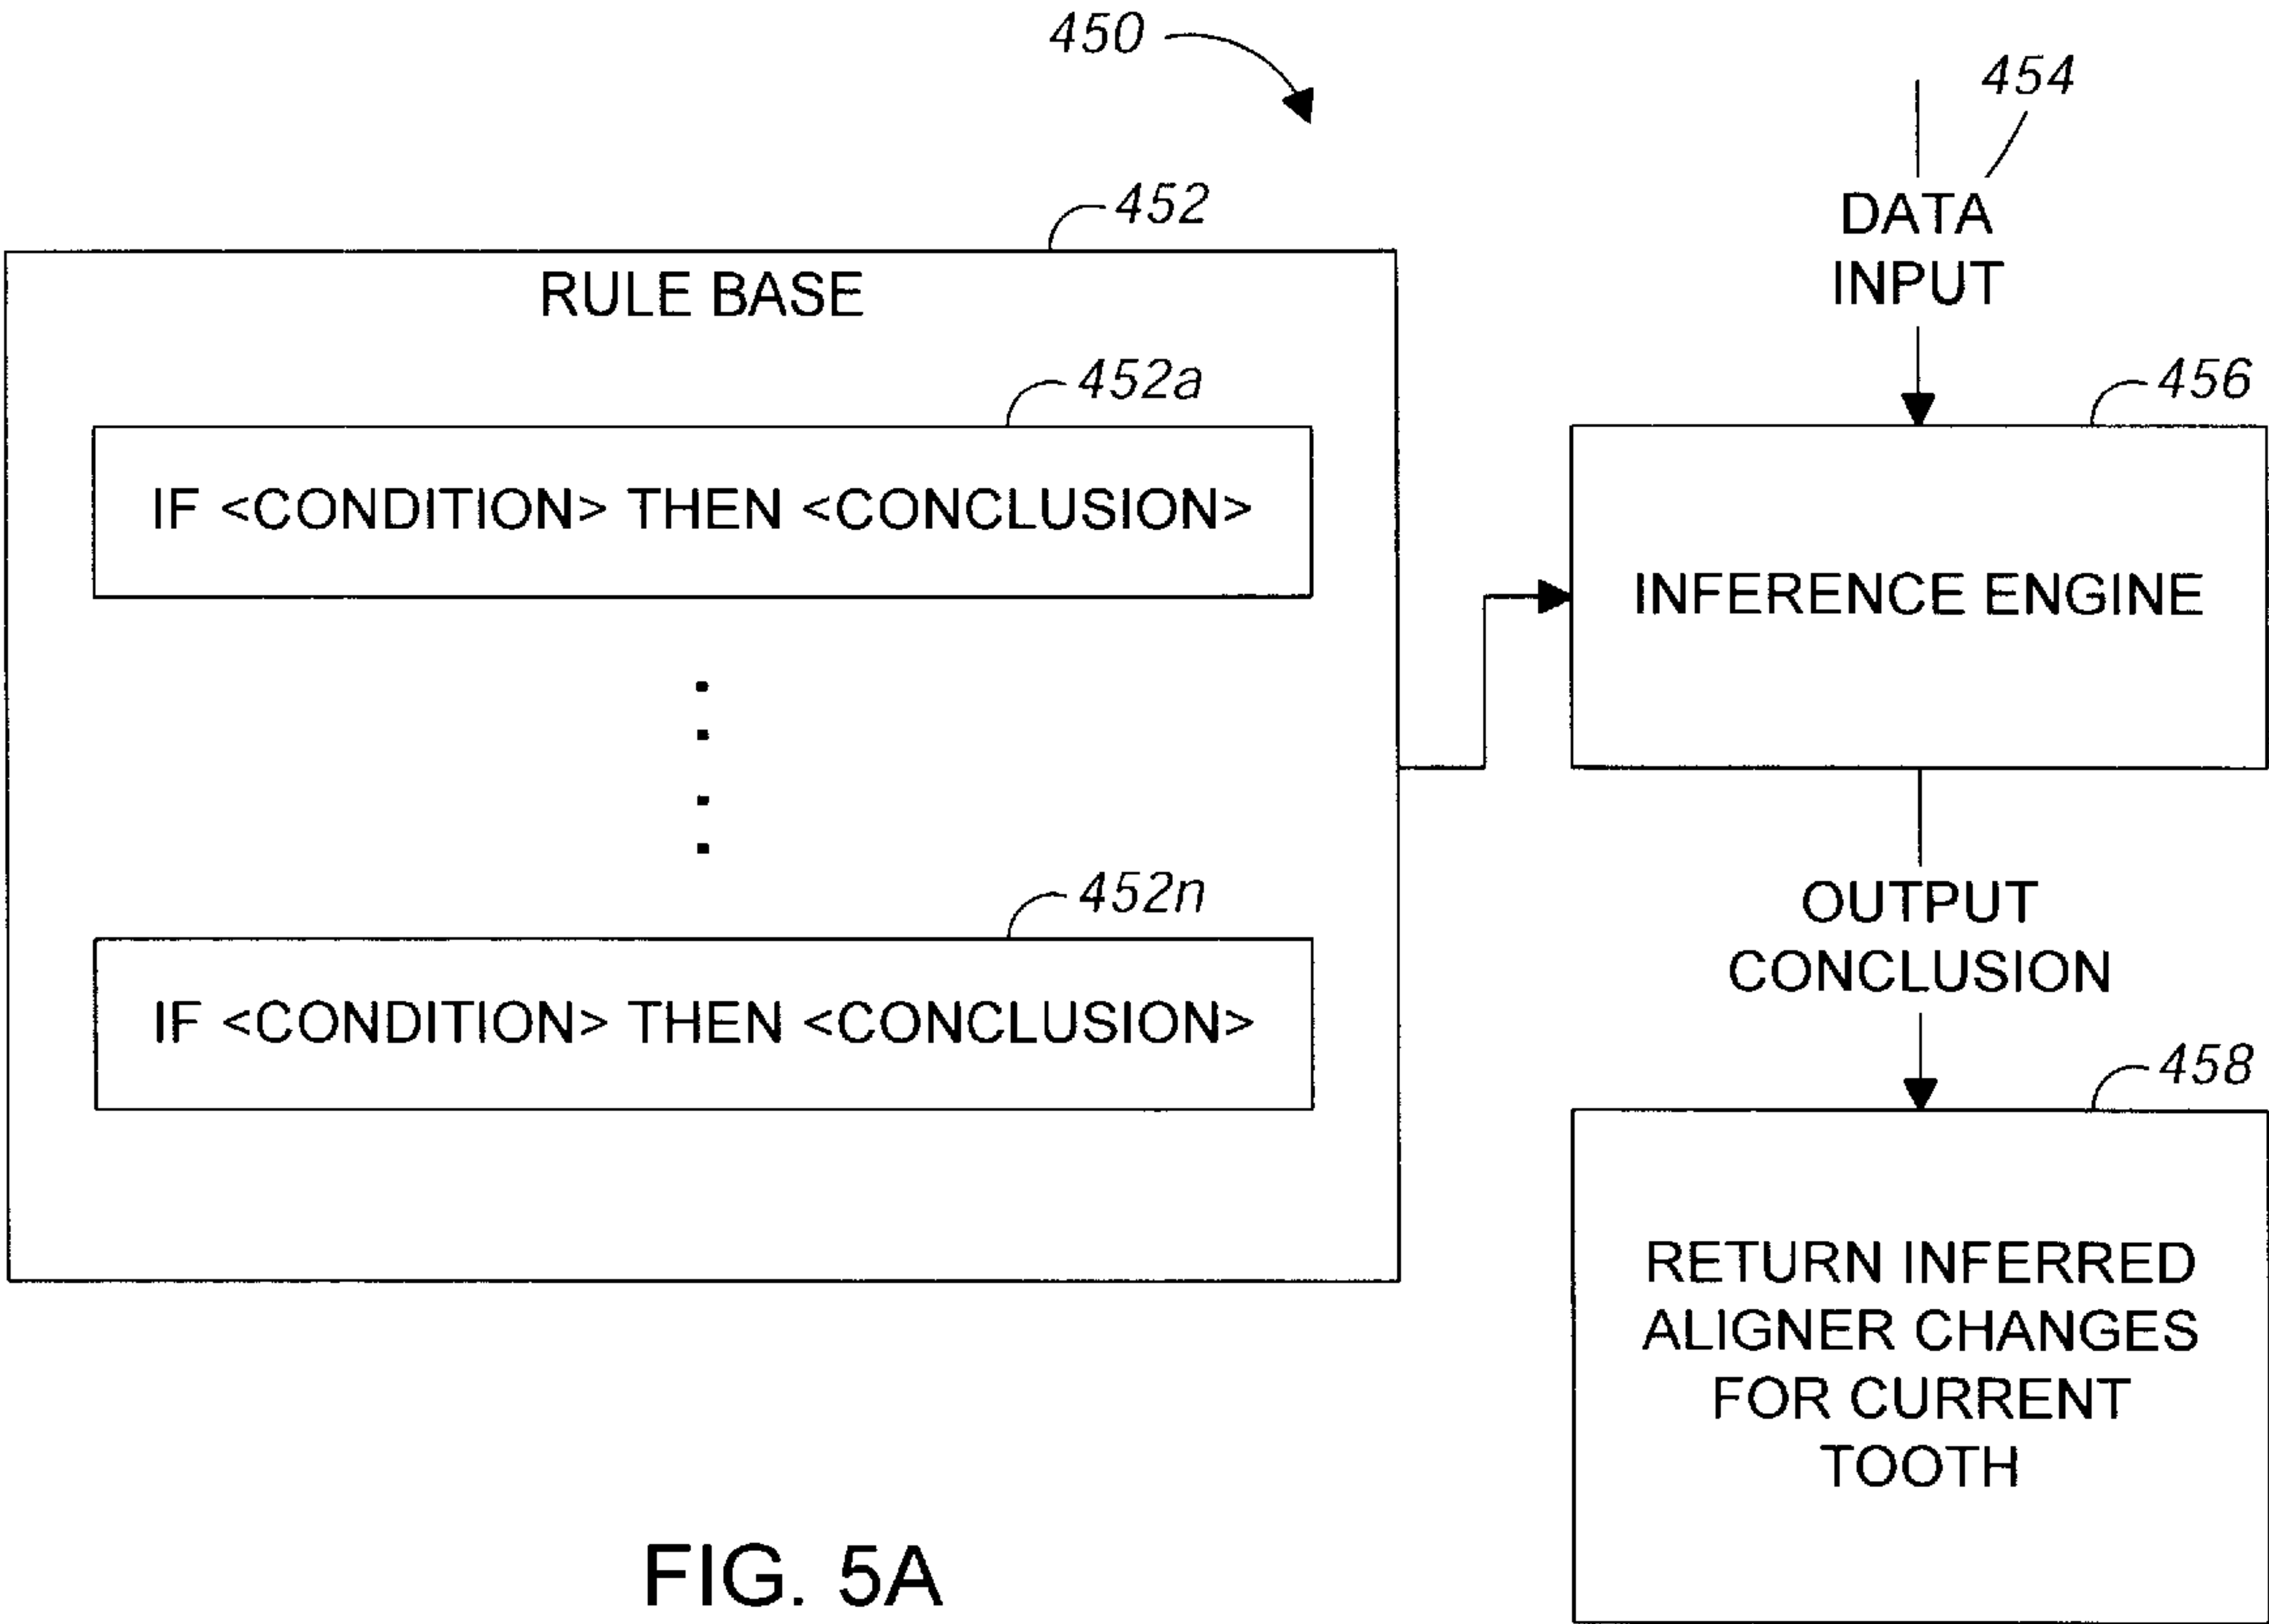 450
454
DATA
INPUT
452
RULE BASE
452a
IF <CONDITION> THEN <CONCLUSION>
452n
IF <CONDITION> THEN <CONCLUSION>
456
INFERENCE ENGINE
OUTPUT
CONCLUSION
458
RETURN INFERRED
ALIGNER CHANGES
FOR CURRENT
TOOTH
FIG. 5A